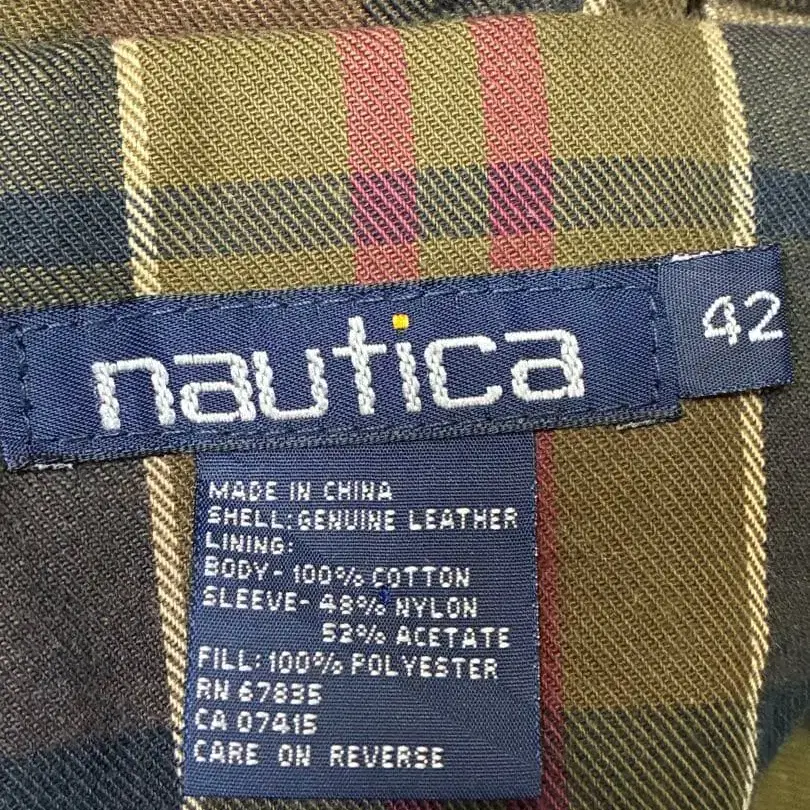 nautica
42
MADE IN CHINA
SHELL: GENUINE LEATHER
LINING:
BODY- 100% COTTON
SLEEVE- 48% NYLON
52% ACETATE
FILL: 100% POLYESTER
RN 67835
CA 07415
CARE ON REVERSE